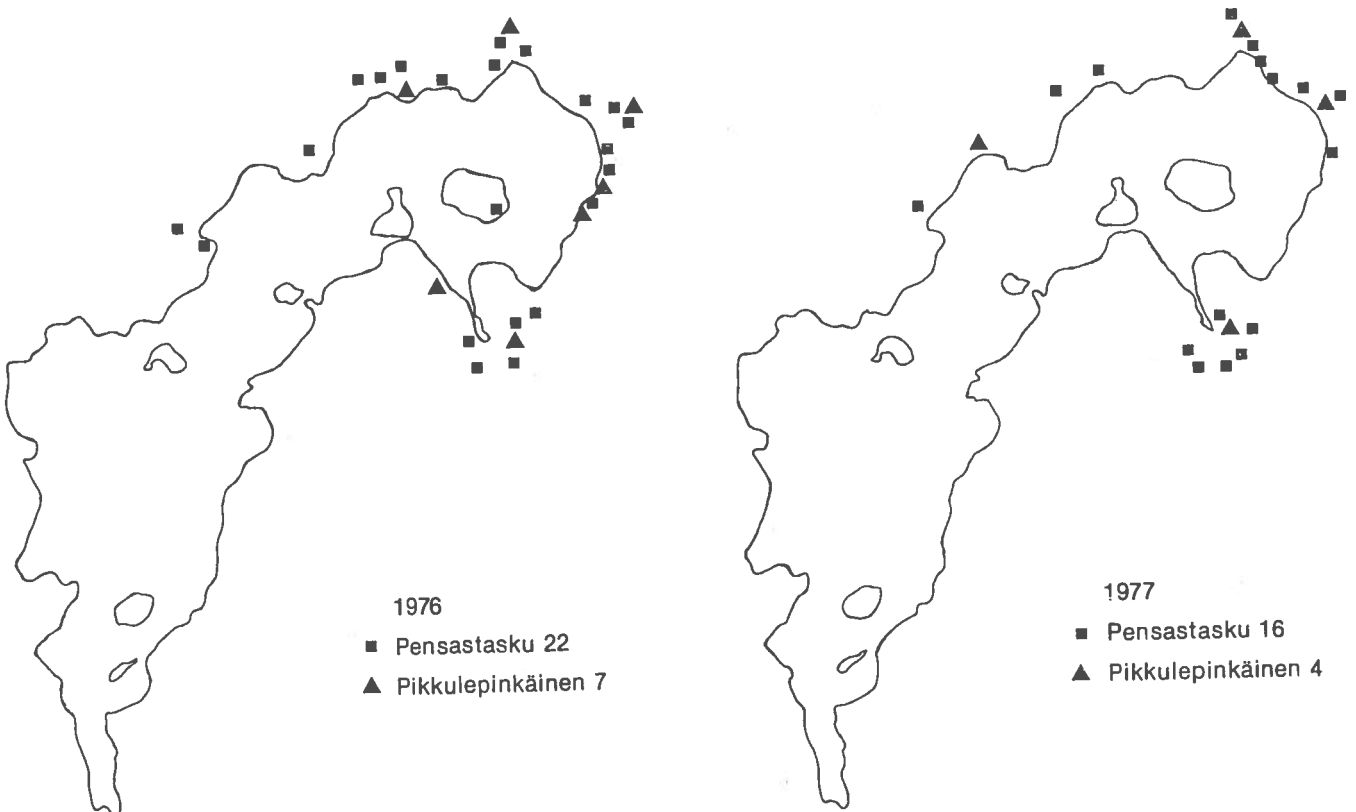 1976
Pensastasku 22
Pikkulepinkäinen 7
1977
Pensastasku 16
Pikkulepinkäinen 4